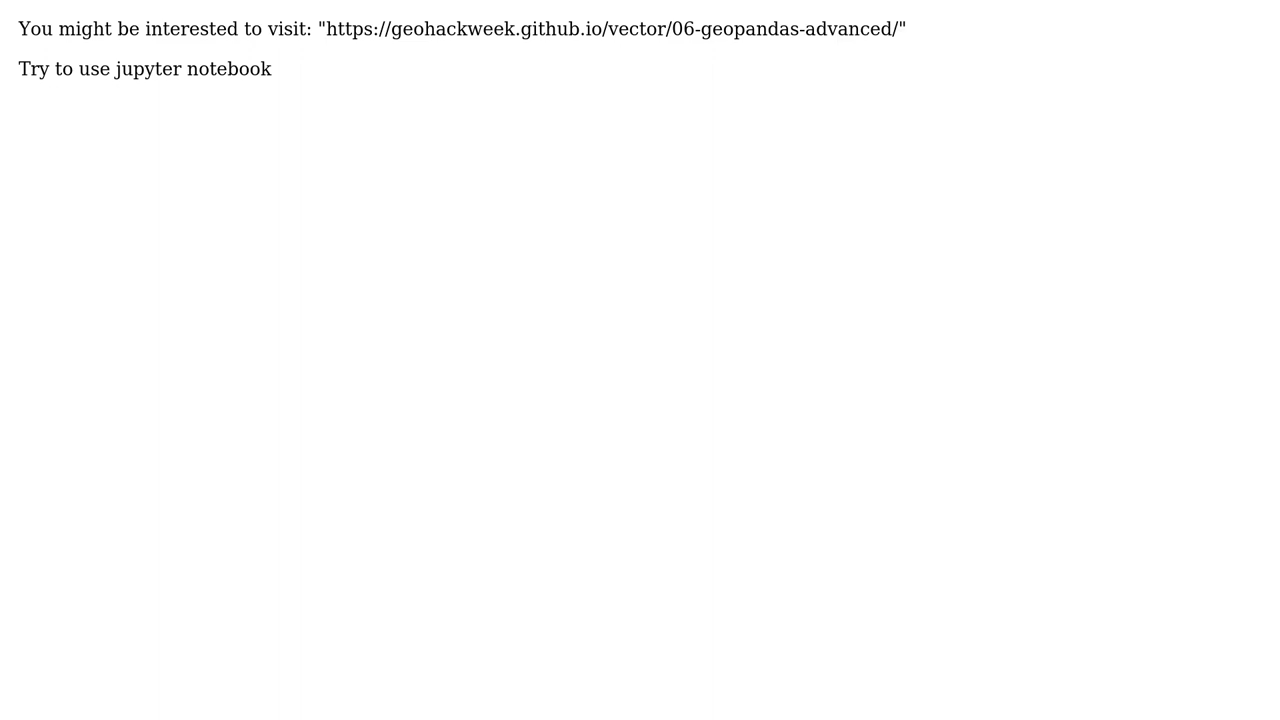 You might be interested to visit: "https://geohackweek.github.io/vector/06-geopandas-advanced/"
Try to use jupyter notebook